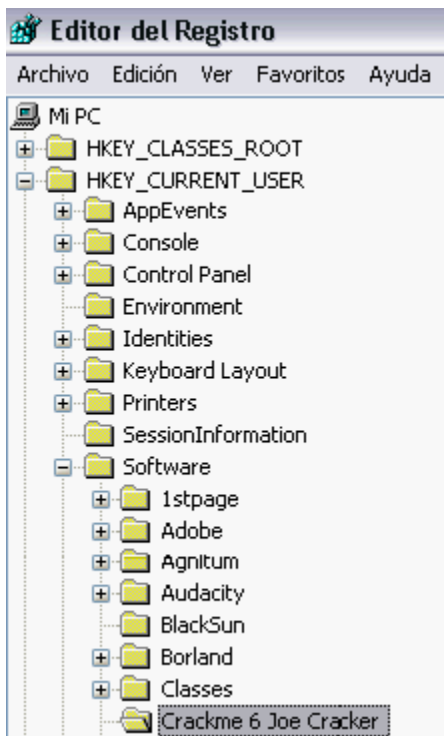 Editor del Registro
Archivo Edición Ver Favoritos Ayuda
Mi PC
HKEY_CLASSES_ROOT
HKEY_CURRENT_USER
AppEvents
Console
Control Panel
Environment
Identities
Keyboard Layout
Printers
SessionInformation
Software
1stpage
Adobe
Agnitum
Audacity
BlackSun
Borland
Classes
Crackme 6 Joe Cracker